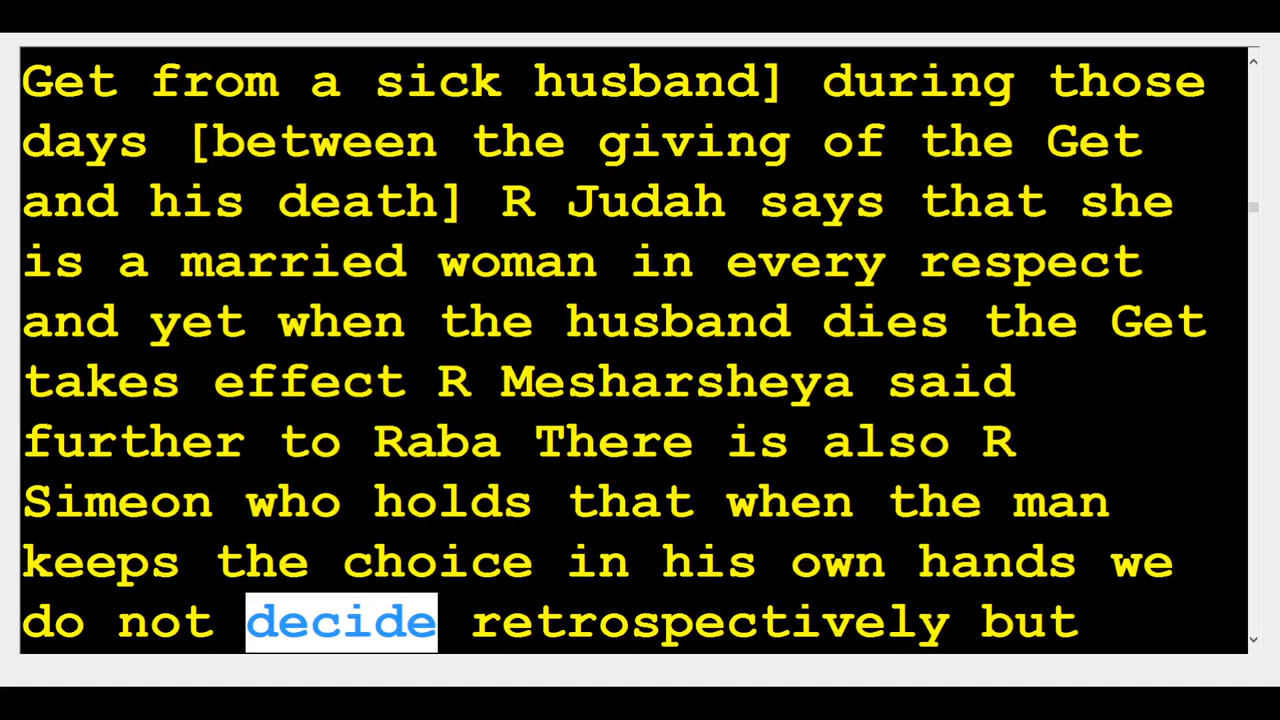 Get from a sick husband] during those
days [between the giving of the Get
and his death] R Judah says that she
is a married woman in every respect
and yet when the husband dies the Get
takes effect R Mesharsheya said
further to Raba There is also R
Simeon who holds that when the man
keeps the choice in his own hands we
do not decide retrospectively but